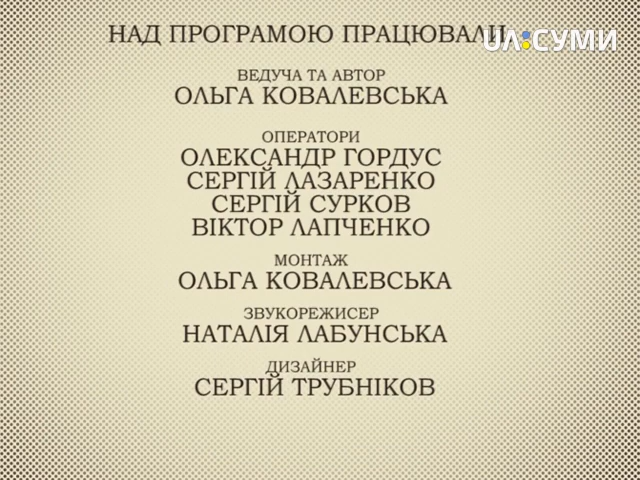 НАД ПРОГРАМОЮ ПРАЦЮВАЛИ
UA:СУМИ
ВЕДУЧА ТА АВТОР
ОЛЬГА КОВАЛЕВСЬКА
ОПЕРАТОРИ
ОЛЕКСАНДР ГОРДУС
СЕРГІЙ ЛАЗАРЕНКО
СЕРГІЙ СУРКОВ
ВІКТОР ЛАПЧЕНКО
МОНТАЖ
ОЛЬГА КОВАЛЕВСЬКА
ЗВУКОРЕЖИСЕР
НАТАЛІЯ ЛАБУНСЬКА
ДИЗАЙНЕР
СЕРГІЙ ТРУБНІКОВ